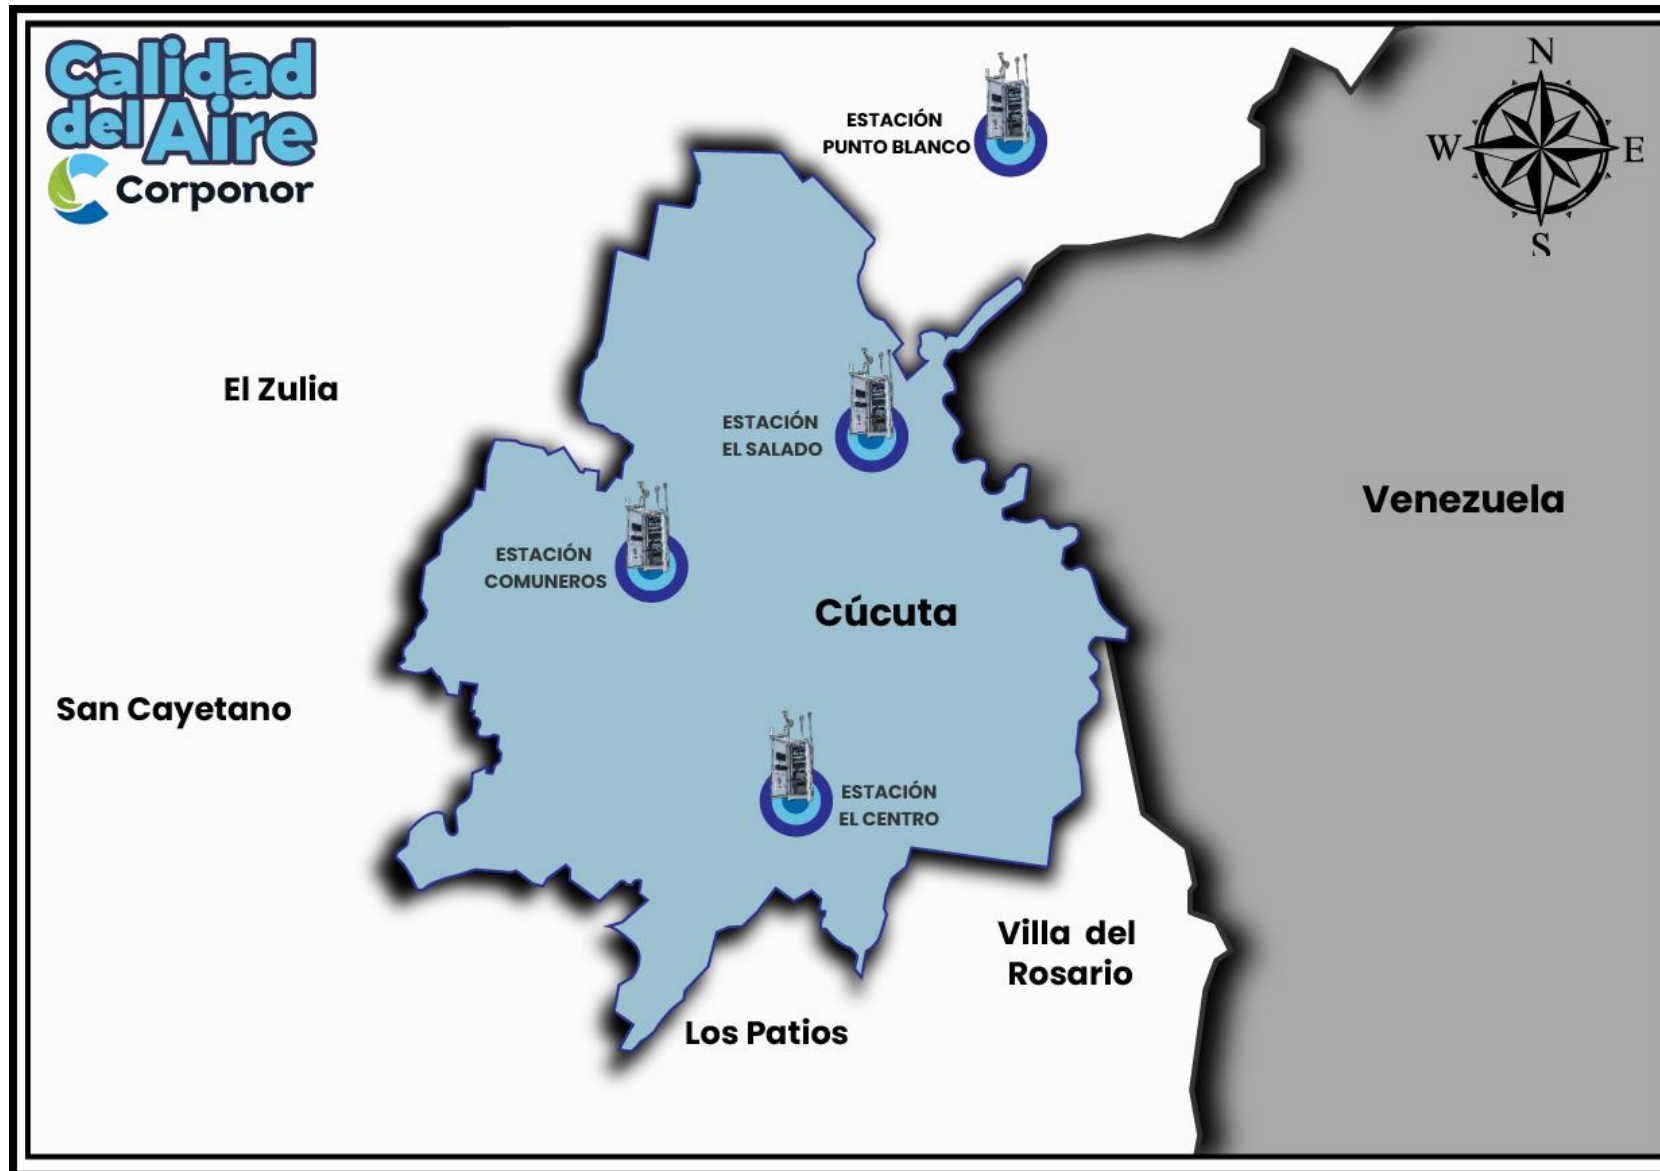 Calidad
del Aire
Corponor
N
W
E
S
ESTACIÓN
PUNTO BLANCO
El Zulia
ESTACIÓN
EL SALADO
Venezuela
ESTACIÓN
COMUNEROS
Cúcuta
San Cayetano
ESTACIÓN
EL CENTRO
Villa del
Rosario
Los Patios